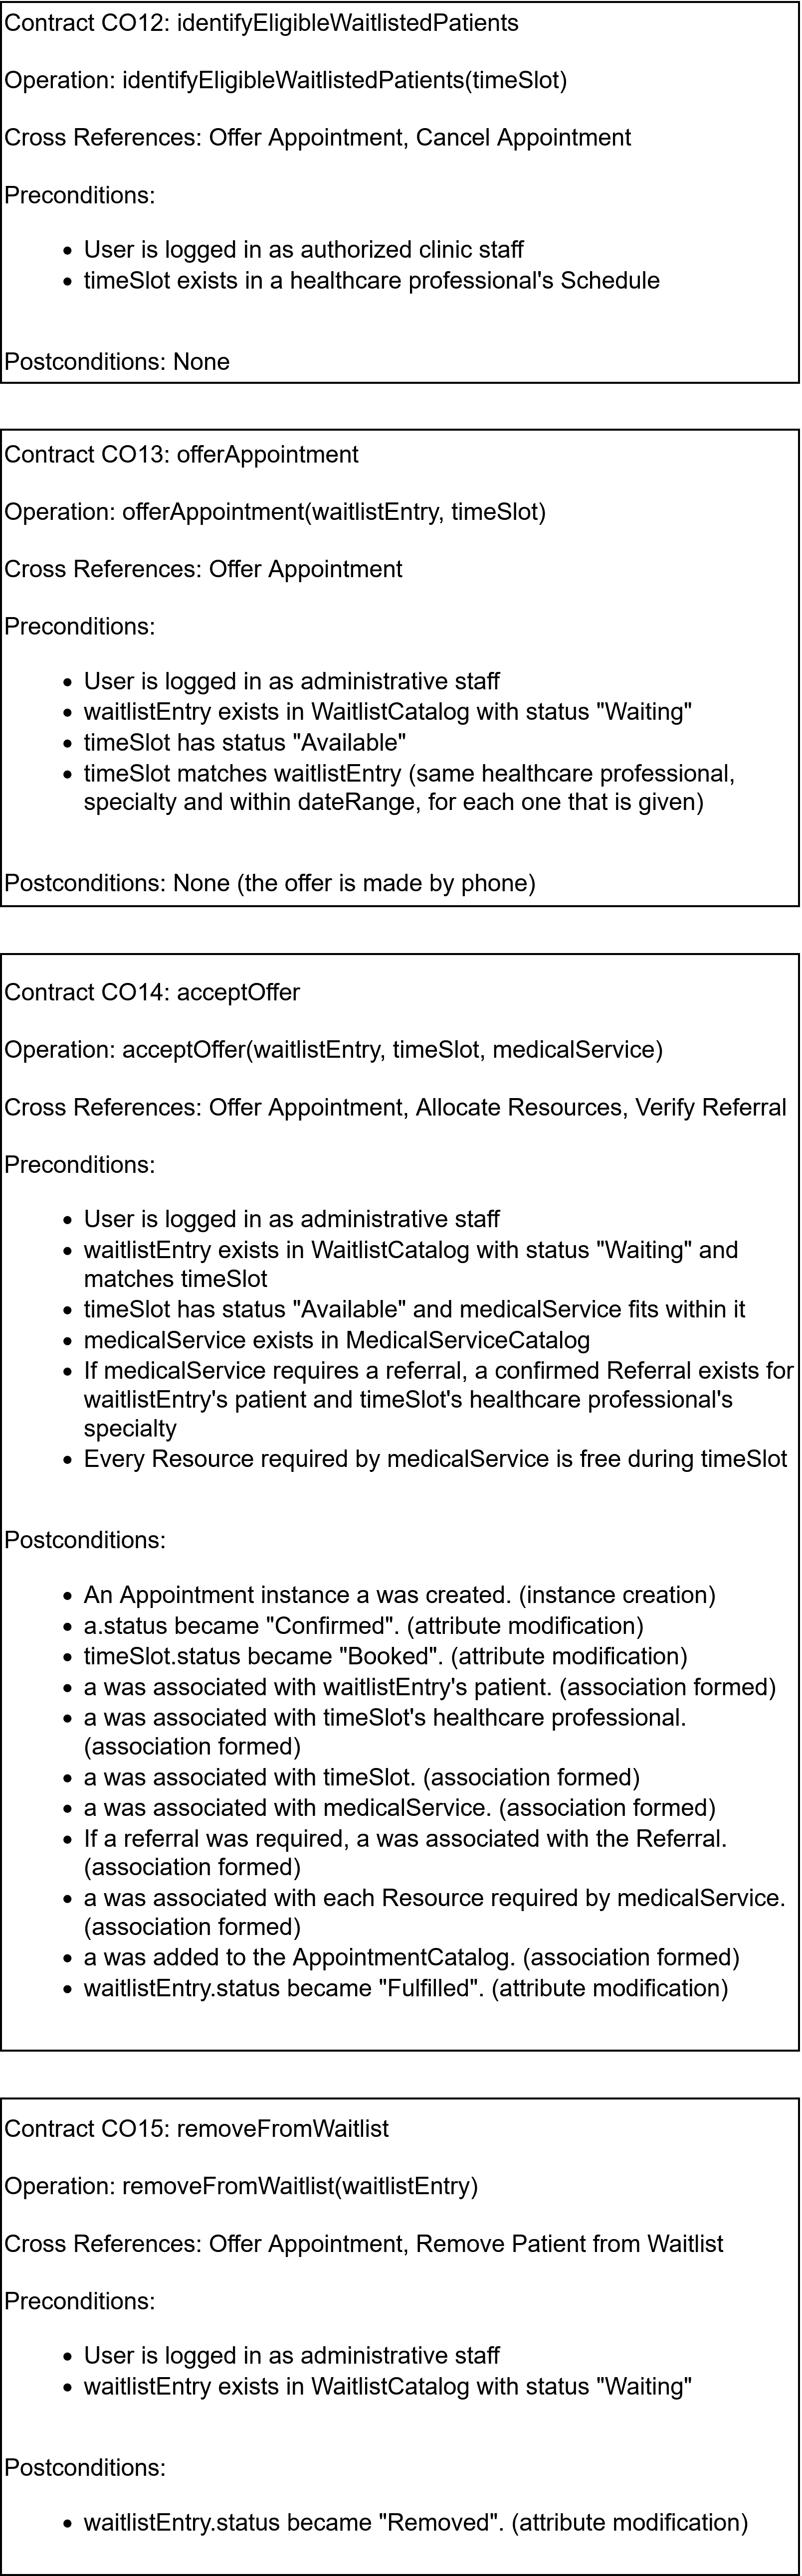 Contract CO12: identifyEligibleWaitlistedPatients
Operation: identifyEligibleWaitlistedPatients(timeSlot)
Cross References: Offer Appointment, Cancel Appointment
Preconditions:
• User is logged in as authorized clinic staff
• timeSlot exists in a healthcare professional's Schedule
Postconditions: None
Contract CO13: offerAppointment
Operation: offerAppointment(waitlistEntry, timeSlot)
Cross References: Offer Appointment
Preconditions:
• User is logged in as administrative staff
• waitlistEntry exists in WaitlistCatalog with status "Waiting"
• timeSlot has status "Available"
• timeSlot matches waitlistEntry (same healthcare professional,
specialty and within dateRange, for each one that is given)
Postconditions: None (the offer is made by phone)
Contract CO14: acceptOffer
Operation: acceptOffer(waitlistEntry, timeSlot, medicalService)
Cross References: Offer Appointment, Allocate Resources, Verify Referral
Preconditions:
• User is logged in as administrative staff
• waitlistEntry exists in WaitlistCatalog with status "Waiting" and
matches timeSlot
• timeSlot has status "Available" and medicalService fits within it
• medicalService exists in MedicalServiceCatalog
• If medicalService requires a referral, a confirmed Referral exists for
waitlistEntry's patient and timeSlot's healthcare professional's
specialty
• Every Resource required by medicalService is free during timeSlot
Postconditions:
• An Appointment instance a was created. (instance creation)
• a.status became "Confirmed". (attribute modification)
• timeSlot.status became "Booked". (attribute modification)
• a was associated with waitlistEntry's patient. (association formed)
• a was associated with timeSlot's healthcare professional.
(association formed)
• a was associated with timeSlot. (association formed)
• a was associated with medicalService. (association formed)
• If a referral was required, a was associated with the Referral.
(association formed)
• a was associated with each Resource required by medicalService.
(association formed)
• a was added to the AppointmentCatalog. (association formed)
• waitlistEntry.status became "Fulfilled". (attribute modification)
Contract CO15: removeFromWaitlist
Operation: removeFromWaitlist(waitlistEntry)
Cross References: Offer Appointment, Remove Patient from Waitlist
Preconditions:
• User is logged in as administrative staff
• waitlistEntry exists in WaitlistCatalog with status "Waiting"
Postconditions:
• waitlistEntry.status became "Removed". (attribute modification)